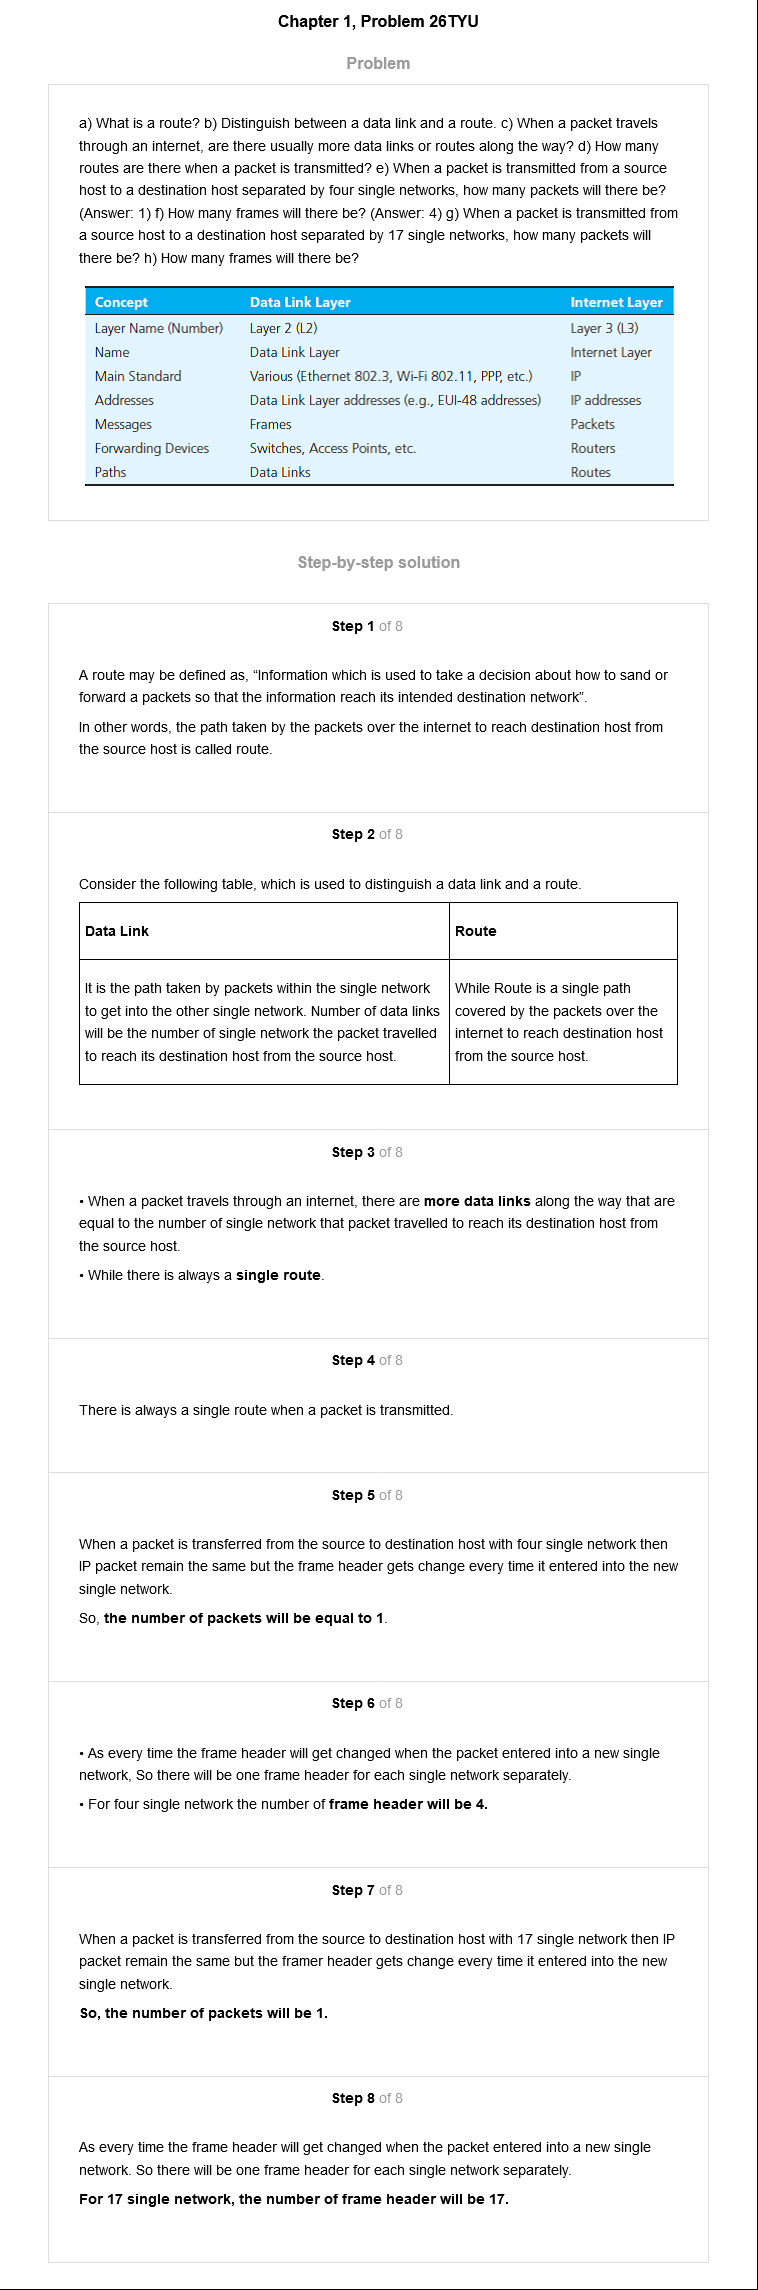 Chapter 1, Problem 26TYU
Problem
a) What is a route? b) Distinguish between a data link and a route. c) When a packet travels
through an internet, are there usually more data links or routes along the way? d) How many
routes are there when a packet is transmitted? e) When a packet is transmitted from a source
host to a destination host separated by four single networks, how many packets will there be?
(Answer: 1) f) How many frames will there be? (Answer: 4) g) When a packet is transmitted from
a source host to a destination host separated by 17 single networks, how many packets will
there be? h) How many frames will there be?
Concept Data Link Layer Internet Layer
Layer Name (Number) Layer 2 (L2) Layer 3 (L3)
Name Data Link Layer Internet Layer
Main Standard Various (Ethernet 802.3, Wi-Fi 802.11, PPP, etc.) IP
Addresses Data Link Layer addresses (e.g., EUI-48 addresses) IP addresses
Messages Frames Packets
Forwarding Devices Switches, Access Points, etc. Routers
Paths Data Links Routes
Step-by-step solution
Step 1 of 8
A route may be defined as, “Information which is used to take a decision about how to sand or
forward a packets so that the information reach its intended destination network”.
In other words, the path taken by the packets over the internet to reach destination host from
the source host is called route.
Step 2 of 8
Consider the following table, which is used to distinguish a data link and a route.
Data Link Route
It is the path taken by packets within the single network
to get into the other single network. Number of data links
will be the number of single network the packet travelled
to reach its destination host from the source host.
While Route is a single path
covered by the packets over the
internet to reach destination host
from the source host.
Step 3 of 8
• When a packet travels through an internet, there are more data links along the way that are
equal to the number of single network that packet travelled to reach its destination host from
the source host.
• While there is always a single route.
Step 4 of 8
There is always a single route when a packet is transmitted.
Step 5 of 8
When a packet is transferred from the source to destination host with four single network then
IP packet remain the same but the frame header gets change every time it entered into the new
single network.
So, the number of packets will be equal to 1.
Step 6 of 8
• As every time the frame header will get changed when the packet entered into a new single
network, So there will be one frame header for each single network separately.
• For four single network the number of frame header will be 4.
Step 7 of 8
When a packet is transferred from the source to destination host with 17 single network then IP
packet remain the same but the framer header gets change every time it entered into the new
single network.
So, the number of packets will be 1.
Step 8 of 8
As every time the frame header will get changed when the packet entered into a new single
network. So there will be one frame header for each single network separately.
For 17 single network, the number of frame header will be 17.